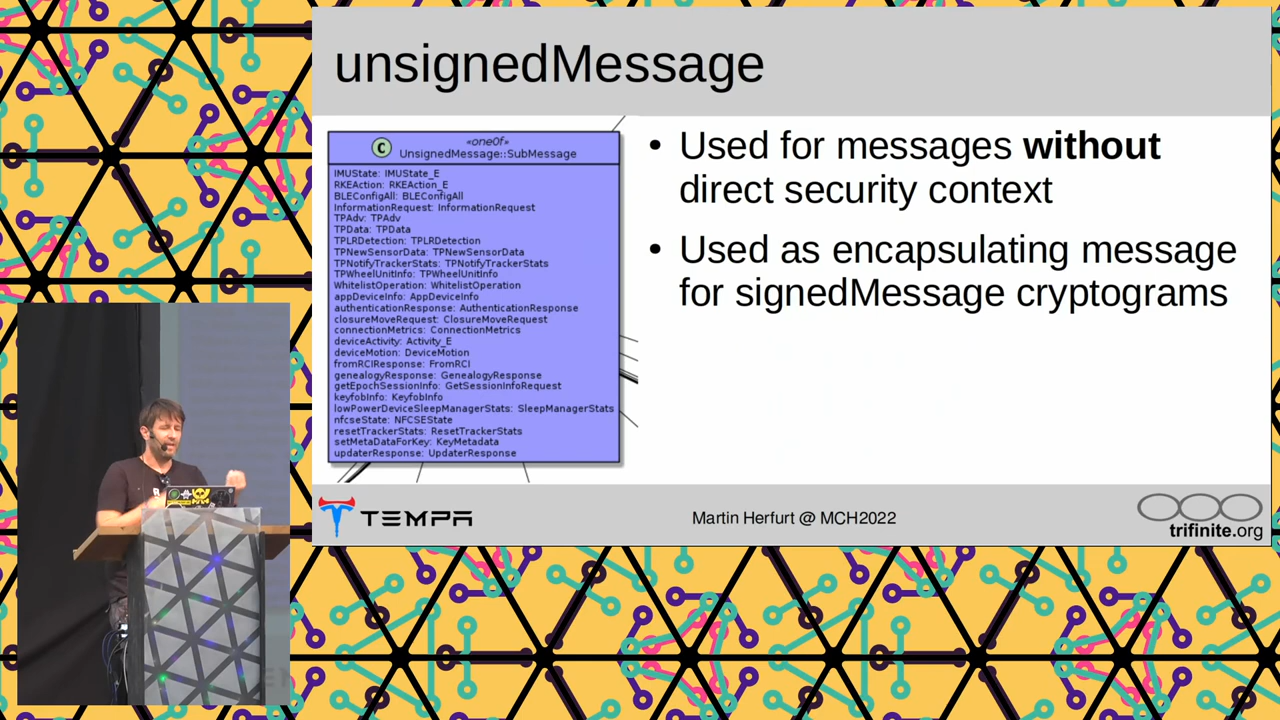 unsignedMessage
C
«oneOf»
UnsignedMessage::SubMessage
IMUState: IMUState_E
RKEAction: RKEAction_E
BLEConfigAll: BLEConfigAll
InformationRequest: InformationRequest
TPAdv: TPAdv
TPData: TPData
TPLRDetection: TPLRDetection
TPNewSensorData: TPNewSensorData
TPNotifyTrackerStats: TPNotifyTrackerStats
TPWheelUnitInfo: TPWheelUnitInfo
WhitelistOperation: WhitelistOperation
appDeviceInfo: AppDeviceInfo
authenticationResponse: AuthenticationResponse
closureMoveRequest: ClosureMoveRequest
connectionMetrics: ConnectionMetrics
deviceActivity: Activity_E
deviceMotion: DeviceMotion
fromRCIResponse: FromRCI
genealogyResponse: GenealogyResponse
getEpochSessionInfo: GetSessionInfoRequest
keyfobInfo: KeyfobInfo
lowPowerDeviceSleepManagerStats: SleepManagerStats
nfcseState: NFCSEState
resetTrackerStats: ResetTrackerStats
setMetaDataForKey: KeyMetadata
updaterResponse: UpdaterResponse
• Used for messages without
direct security context
• Used as encapsulating message
for signedMessage cryptograms
TEMPA
Martin Herfurt @ MCH2022
trifinite.org